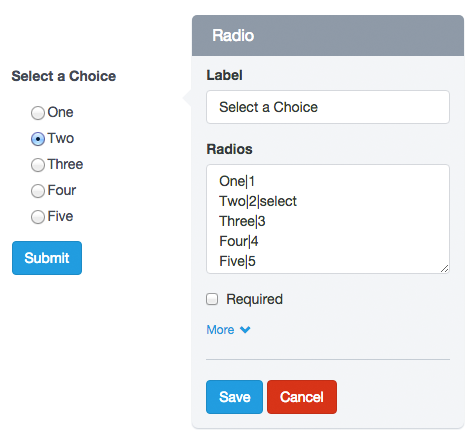 Select a Choice
One
Two
Three
Four
Five
Submit
Radio
Label
Select a Choice
Radios
One|1
Two|2|select
Three|3
Four|4
Five|5
Required
More
Save Cancel